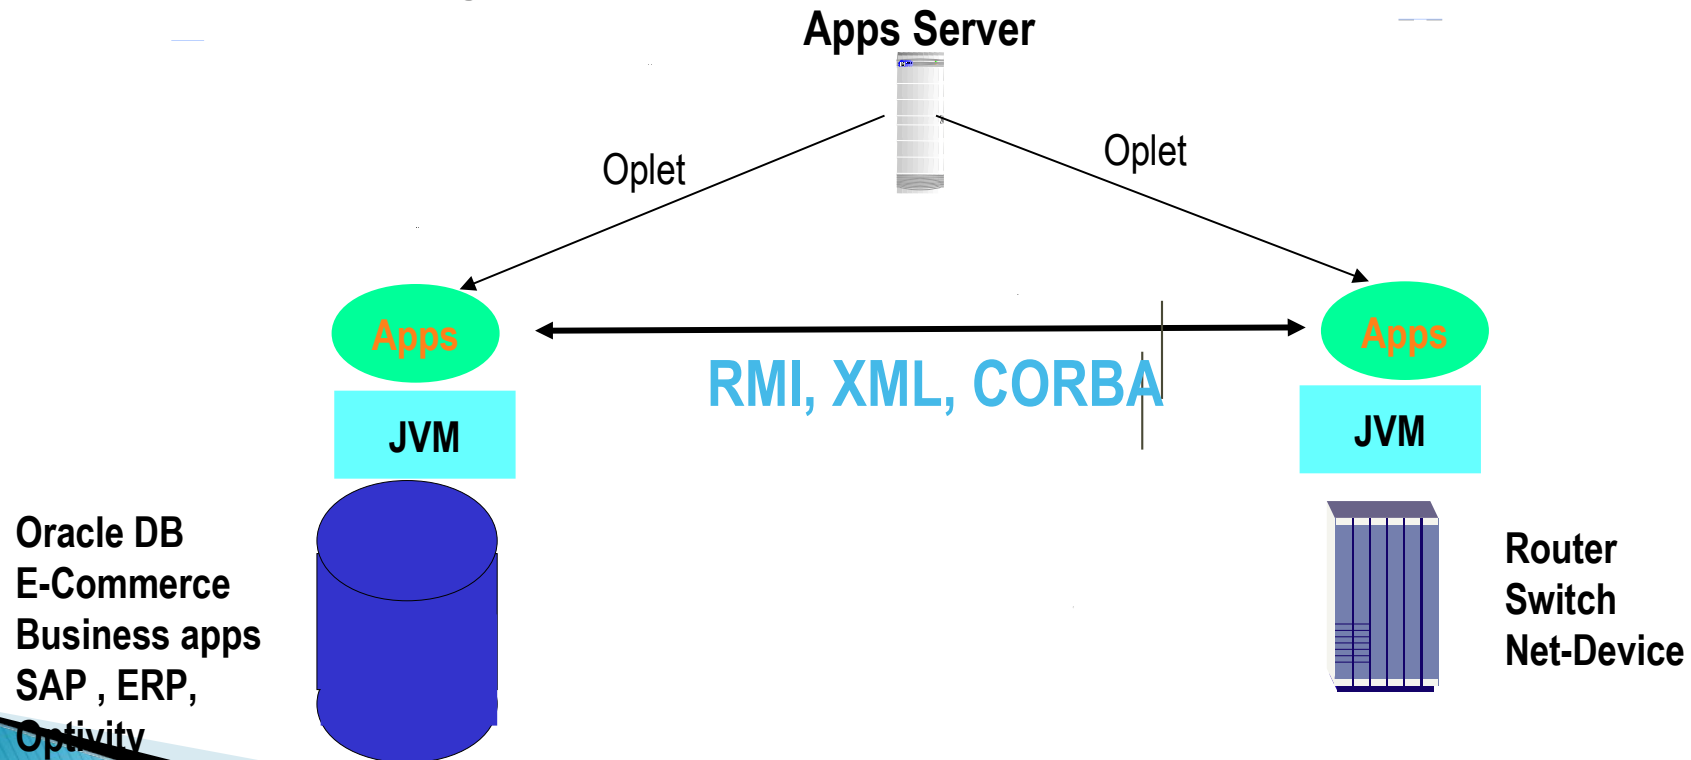 Apps Server
Oplet
Oplet
Apps
Apps
RMI, XML, CORBA
JVM
JVM
Oracle DB
E-Commerce
Business apps
SAP , ERP,
Optivity
Router
Switch
Net-Device